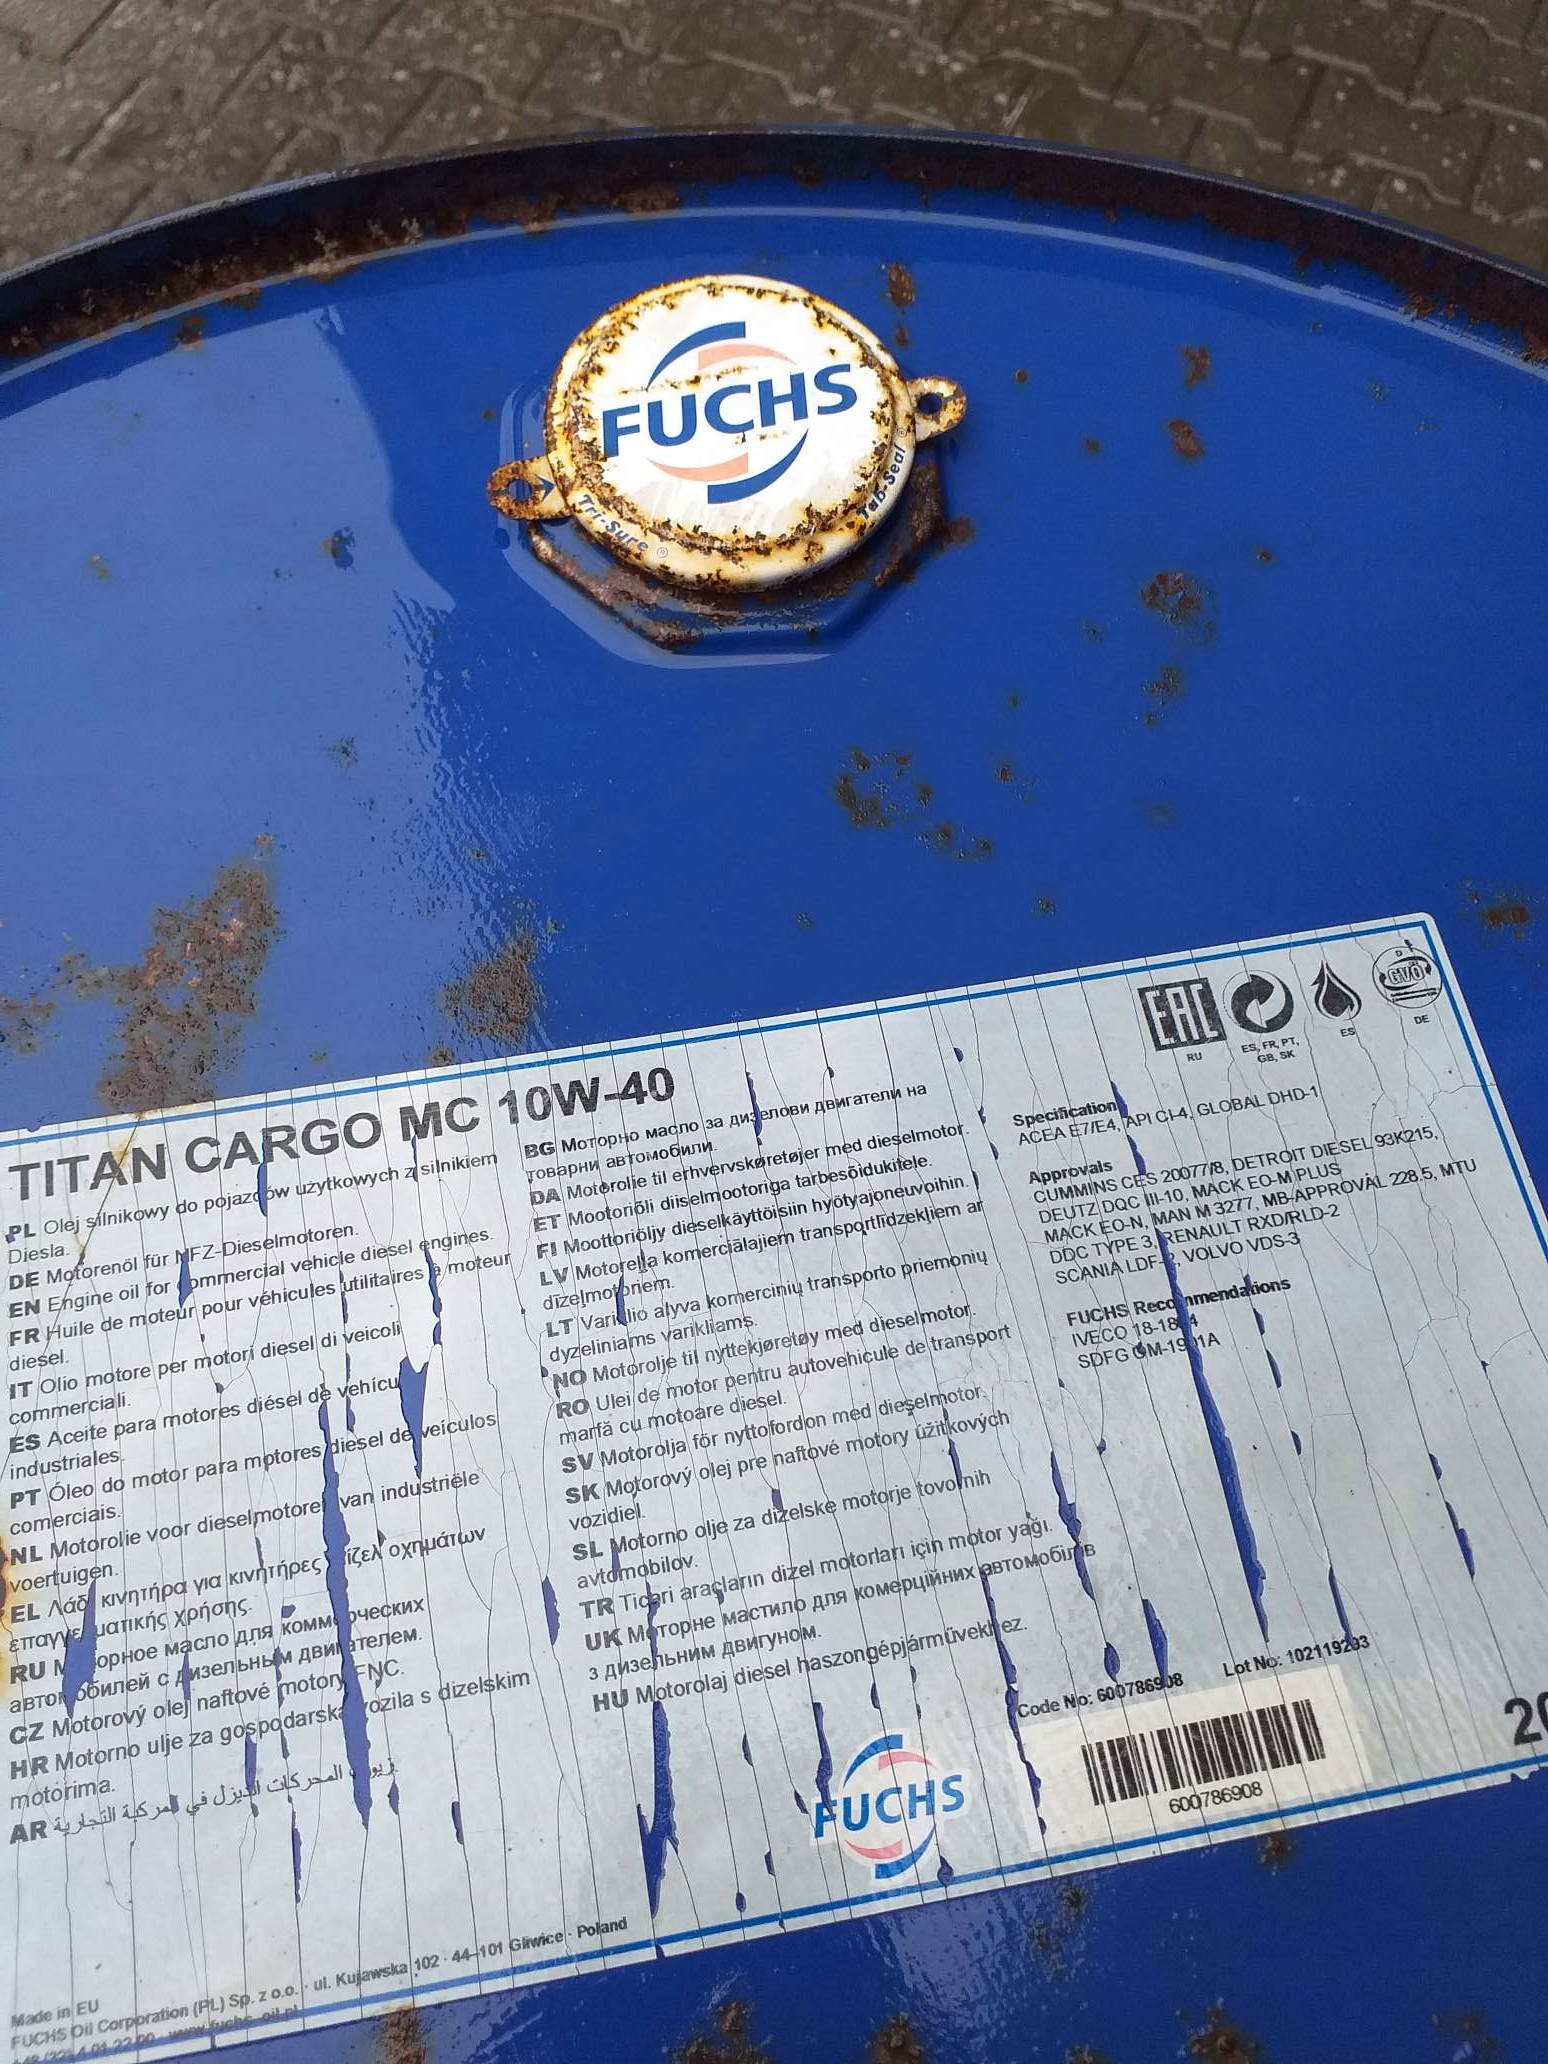 FUCHS
Tri-Sure ®
Tab-Seal ®
EAC
RU
ES, FR, PT,
GB, SK
ES
D
GVÖ
DE
TITAN CARGO MC 10W-40
PL Olej silnikowy do pojazdów użytkowych z silnikiem
Diesla.
DE Motorenöl für NFZ-Dieselmotoren.
EN Engine oil for commercial vehicle diesel engines.
FR Huile de moteur pour véhicules utilitaires à moteur
diesel.
IT Olio motore per motori diesel di veicoli
commerciali.
ES Aceite para motores diésel de vehícu
industriales.
PT Óleo do motor para motores diesel de veículos
comerciais.
NL Motorolie voor dieselmotoren van industriële
voertuigen.
EL Λάδι κινητήρα για κινητήρες ντίζελ οχημάτων
επαγγελματικής χρήσης.
RU Моторное масло для коммерческих
автомобилей с дизельным двигателем.
CZ Motorový olej naftové motory FNC.
HR Motorno ulje za gospodarska vozila s dizelskim
motorima.
AR زيوت المحركات الديزل في المركبة التجارية
BG Моторно масло за дизелови двигатели на
товарни автомобили.
DA Motorolie til erhvervskøretøjer med dieselmotor.
ET Mootoriõli diiselmootoriga tarbesõidukitele.
FI Moottoriöljy dieselkäyttöisiin hyötyajoneuvoihin.
LV Motoreļļa komerciālajiem transportlīdzekļiem ar
dīzeļmotoriem.
LT Variklio alyva komercinių transporto priemonių
dyzeliniams varikliams.
NO Motorolje til nyttekjøretøy med dieselmotor.
RO Ulei de motor pentru autovehicule de transport
marfă cu motoare diesel.
SV Motorolja för nyttofordon med dieselmotor.
SK Motorový olej pre naftové motory úžitkových
vozidiel.
SL Motorno olje za dizelske motorje tovornih
avtomobilov.
TR Ticari araçların dizel motorları için motor yağı.
UK Моторне мастило для комерційних автомобілів
з дизельним двигуном.
HU Motorolaj diesel haszongépjárművekhez.
Specification
ACEA E7/E4, API CI-4, GLOBAL DHD-1
Approvals
CUMMINS CES 20077/8, DETROIT DIESEL 93K215,
DEUTZ DQC III-10, MACK EO-M PLUS
MACK EO-N, MAN M 3277, MB-APPROVAL 228.5, MTU
DDC TYPE 3, RENAULT RXD/RLD-2
SCANIA LDF-2, VOLVO VDS-3
FUCHS Recommendations
IVECO 18-1804
SDFG OM-1901A
Code No: 600786908
Lot No: 102119293
600786908
FUCHS
Made in EU
FUCHS Oil Corporation (PL) Sp. z o.o. · ul. Kujawska 102 · 44-101 Gliwice · Poland
www.fuchs-oil.pl